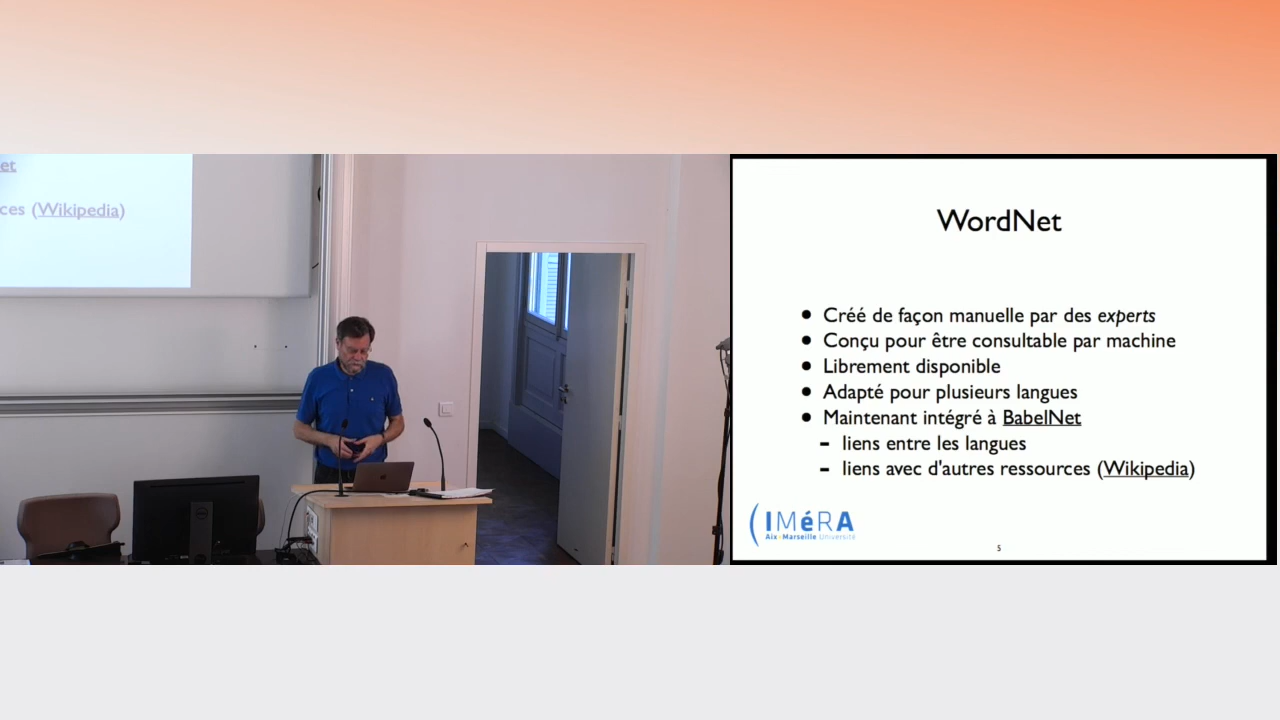 et
ces (Wikipedia)
WordNet
• Créé de façon manuelle par des experts
• Conçu pour être consultable par machine
• Librement disponible
• Adapté pour plusieurs langues
• Maintenant intégré à BabelNet
– liens entre les langues
– liens avec d'autres ressources (Wikipedia)
IMéRA
Aix*Marseille Université
5